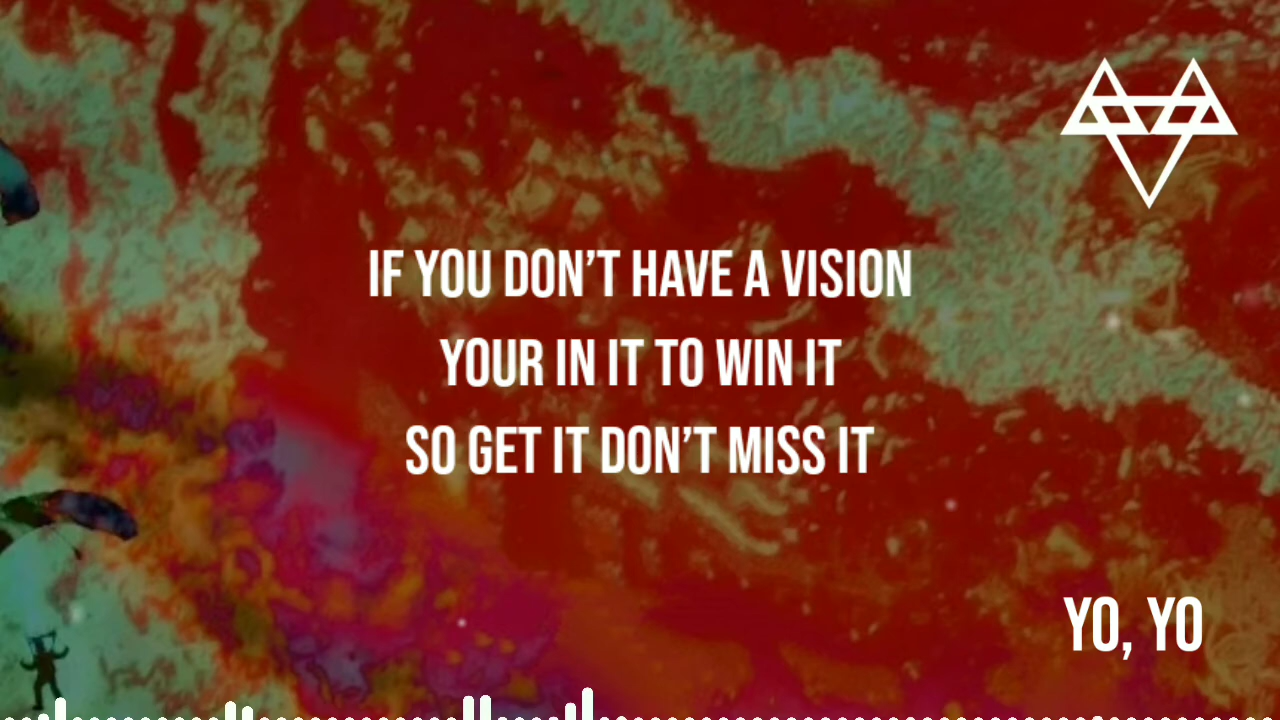 IF YOU DON’T HAVE A VISION
YOUR IN IT TO WIN IT
SO GET IT DON’T MISS IT
YO, YO